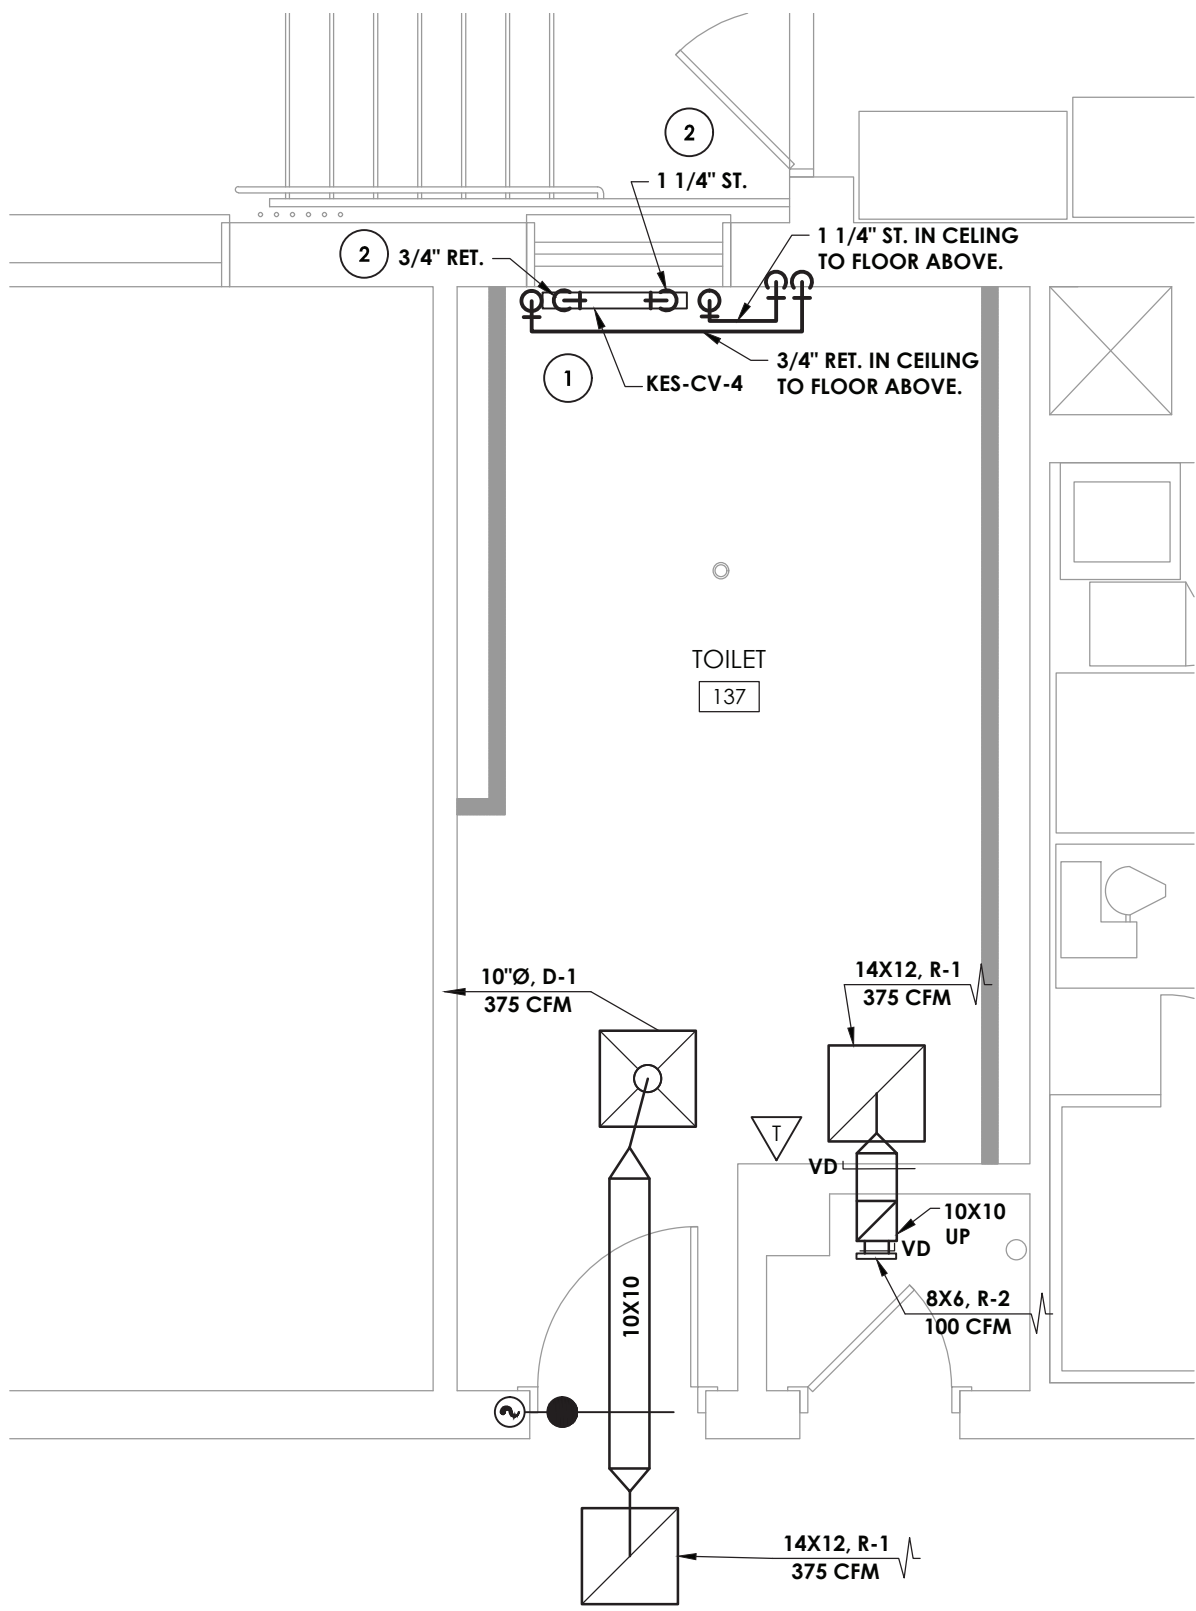 2
1 1/4" ST.
1 1/4" ST. IN CELING
TO FLOOR ABOVE.
2
3/4" RET.
3/4" RET. IN CEILING
TO FLOOR ABOVE.
1
KES-CV-4
TOILET
137
10"Ø, D-1
375 CFM
14X12, R-1
375 CFM
T
VD
10X10
UP
VD
10X10
8X6, R-2
100 CFM
14X12, R-1
375 CFM